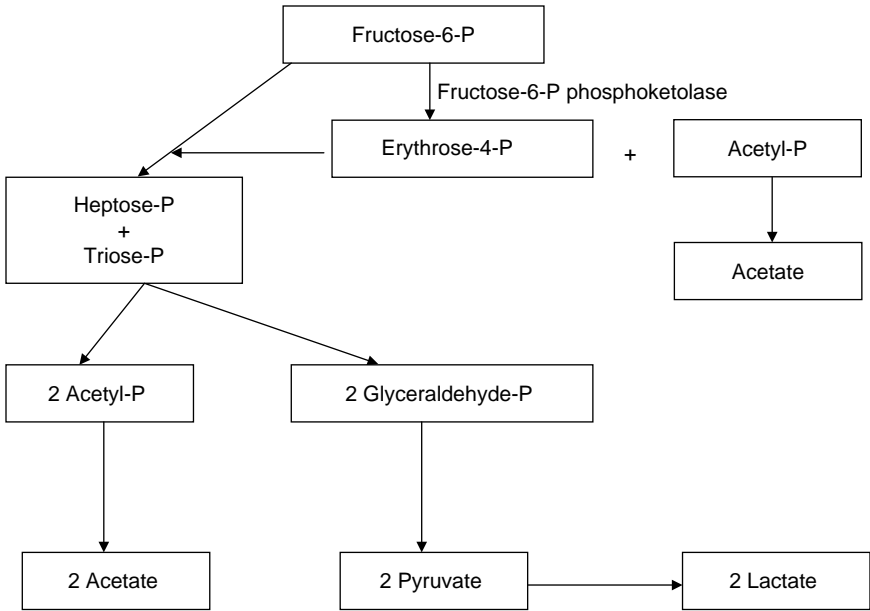 Fructose-6-P
Fructose-6-P phosphoketolase
Erythrose-4-P
+
Acetyl-P
Heptose-P
+
Triose-P
Acetate
2 Acetyl-P
2 Glyceraldehyde-P
2 Acetate
2 Pyruvate
2 Lactate